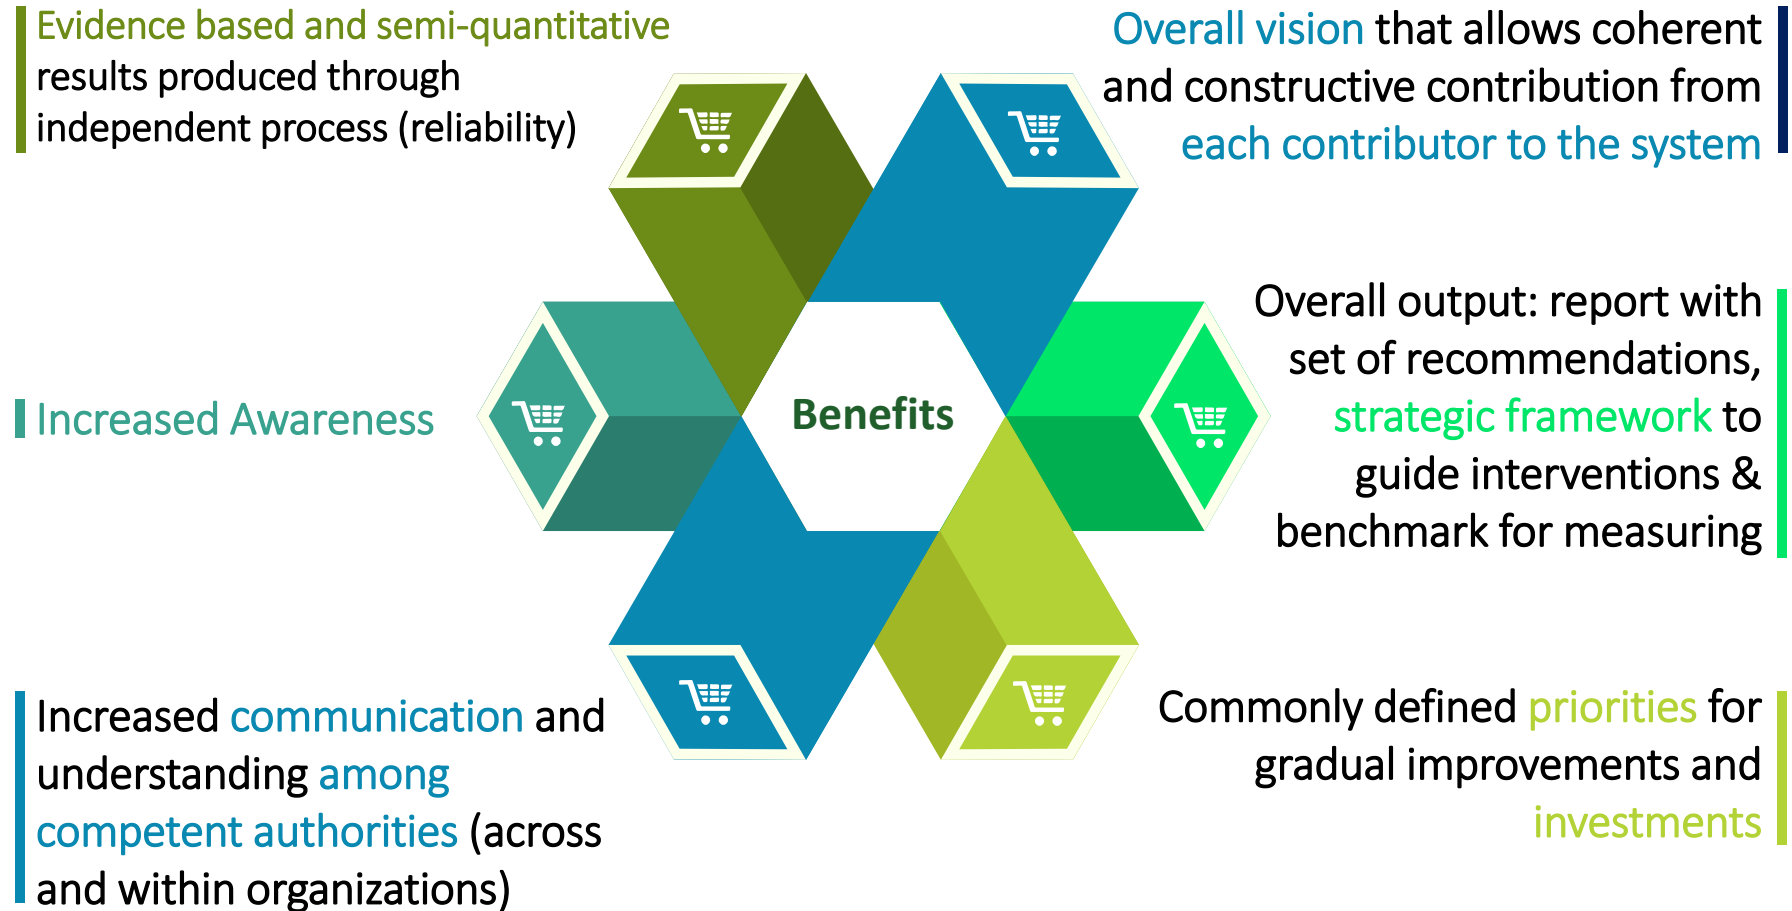 Evidence based and semi-quantitative
results produced through
independent process (reliability)
Overall vision that allows coherent
and constructive contribution from
each contributor to the system
Increased Awareness
Benefits
Overall output: report with
set of recommendations,
strategic framework to
guide interventions &
benchmark for measuring
Increased communication and
understanding among
competent authorities (across
and within organizations)
Commonly defined priorities for
gradual improvements and
investments